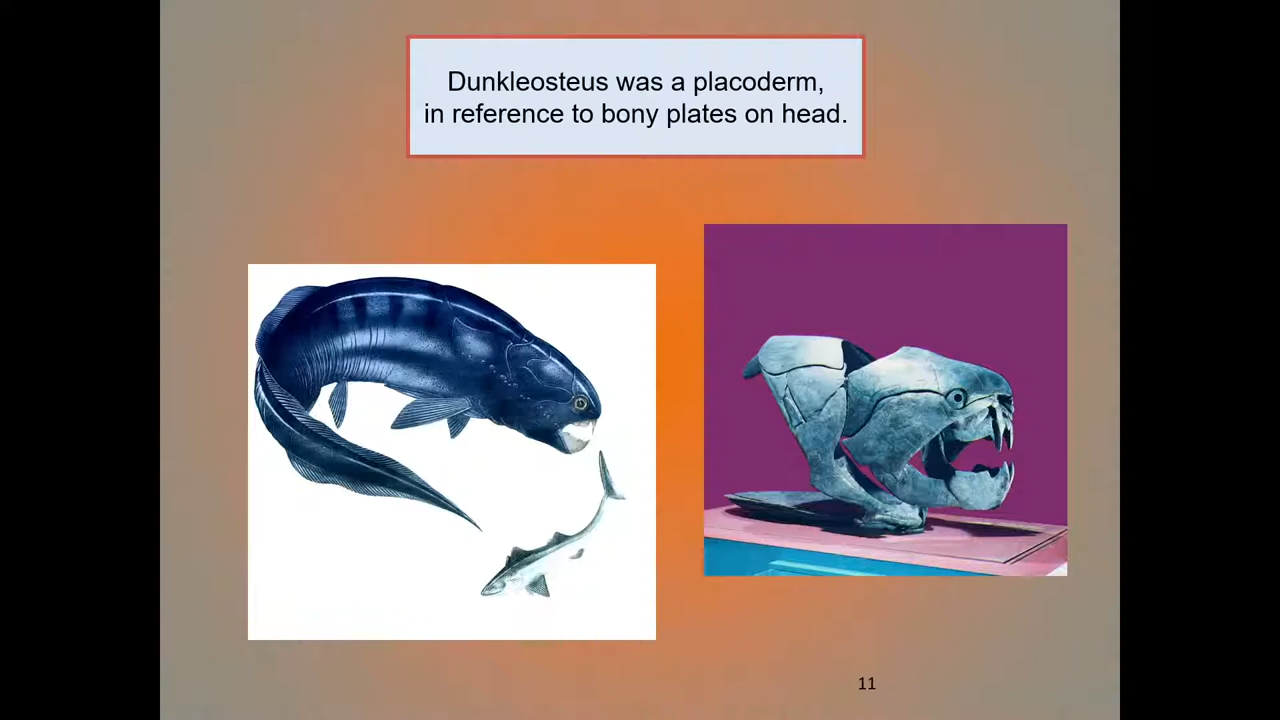 Dunkleosteus was a placoderm,
in reference to bony plates on head.
11